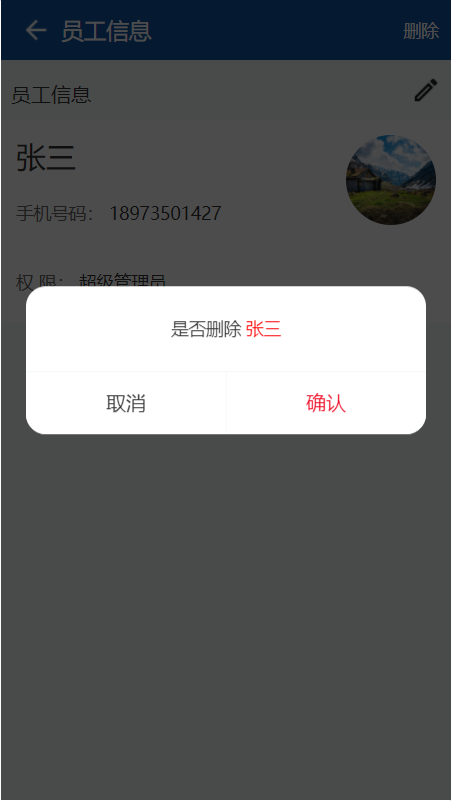 员工信息 删除
员工信息
张三
手机号码： 18973501427
权 限： 超级管理员
是否删除 张三
取消 确认